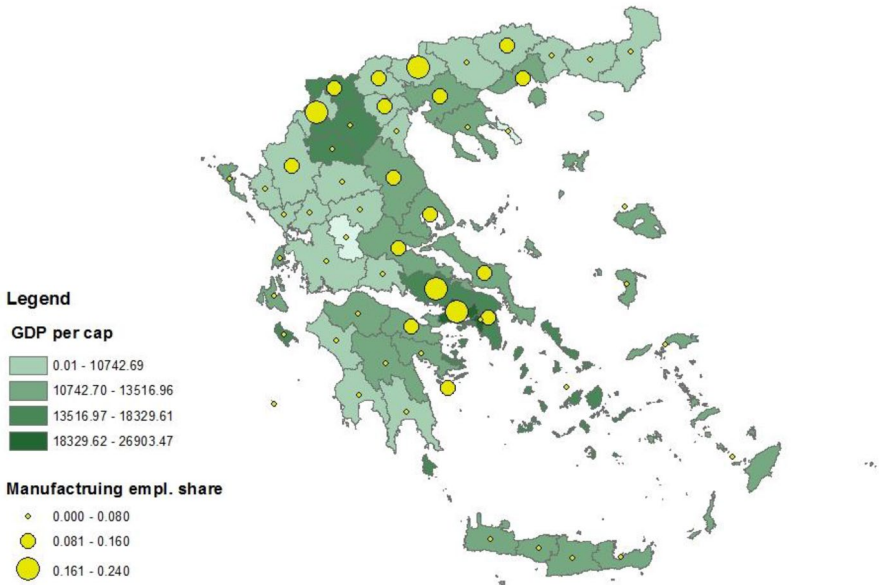 Legend
GDP per cap
0.01 - 10742.69
10742.70 - 13516.96
13516.97 - 18329.61
18329.62 - 26903.47
Manufactruing empl. share
0.000 - 0.080
0.081 - 0.160
0.161 - 0.240